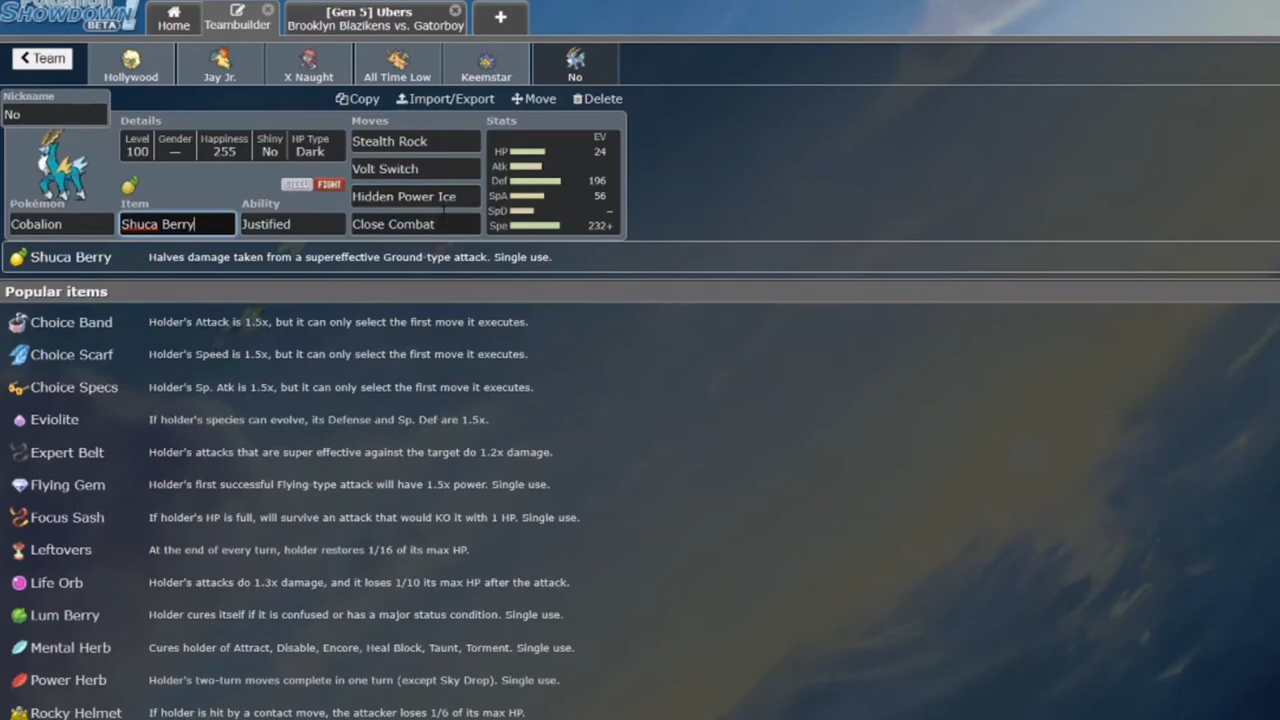 Pokémon
SHOWDOWN!
BETA
Home
Teambuilder
[Gen 5] Ubers
Brooklyn Blazikens vs. Gatorboy
Team
Hollywood
Jay Jr.
X Naught
All Time Low
Keemstar
No
Nickname
No
Copy
Import/Export
Move
Delete
Details
Moves
Stats
Level Gender Happiness Shiny HP Type
100 — 255 No Dark
STEEL FIGHT
Pokémon Item Ability
Cobalion Shuca Berry Justified
Stealth Rock
Volt Switch
Hidden Power Ice
Close Combat
EV
HP 24
Atk
Def 196
SpA 56
SpD –
Spe 232+
Shuca Berry Halves damage taken from a supereffective Ground-type attack. Single use.
Popular items
Choice Band Holder's Attack is 1.5x, but it can only select the first move it executes.
Choice Scarf Holder's Speed is 1.5x, but it can only select the first move it executes.
Choice Specs Holder's Sp. Atk is 1.5x, but it can only select the first move it executes.
Eviolite If holder's species can evolve, its Defense and Sp. Def are 1.5x.
Expert Belt Holder's attacks that are super effective against the target do 1.2x damage.
Flying Gem Holder's first successful Flying-type attack will have 1.5x power. Single use.
Focus Sash If holder's HP is full, will survive an attack that would KO it with 1 HP. Single use.
Leftovers At the end of every turn, holder restores 1/16 of its max HP.
Life Orb Holder's attacks do 1.3x damage, and it loses 1/10 its max HP after the attack.
Lum Berry Holder cures itself if it is confused or has a major status condition. Single use.
Mental Herb Cures holder of Attract, Disable, Encore, Heal Block, Taunt, Torment. Single use.
Power Herb Holder's two-turn moves complete in one turn (except Sky Drop). Single use.
Rocky Helmet If holder is hit by a contact move, the attacker loses 1/6 of its max HP.